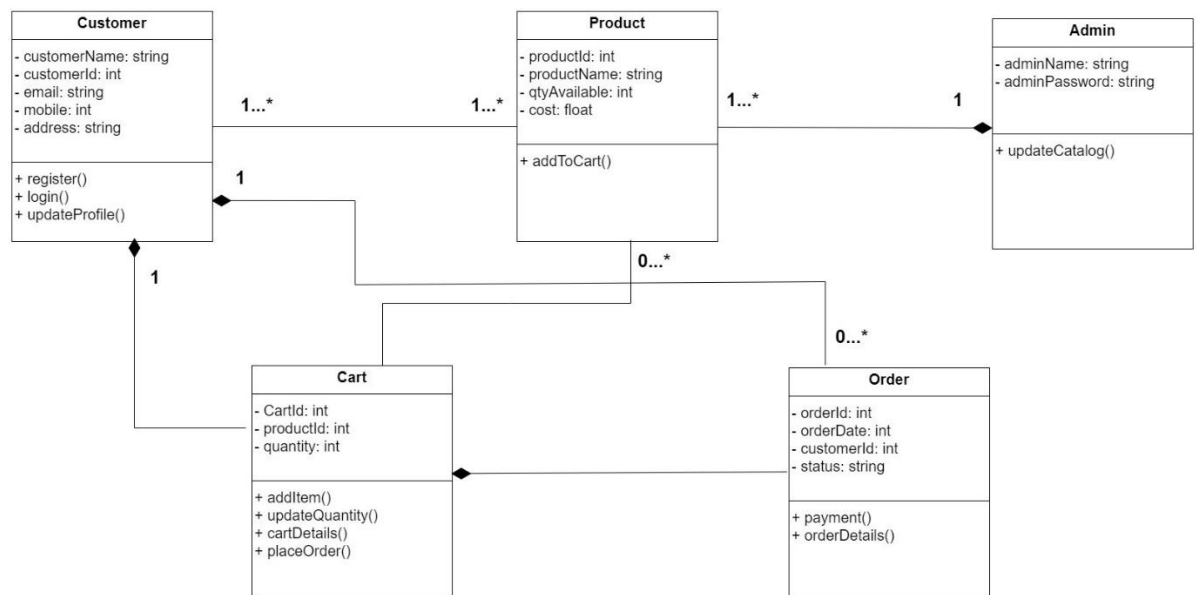 Customer
- customerName: string
- customerId: int
- email: string
- mobile: int
- address: string
+ register()
+ login()
+ updateProfile()
1...*
1...*
Product
- productId: int
- productName: string
- qtyAvailable: int
- cost: float
+ addToCart()
1...*
1
Admin
- adminName: string
- adminPassword: string
+ updateCatalog()
1
1
0...*
0...*
Cart
- CartId: int
- productId: int
- quantity: int
+ addItem()
+ updateQuantity()
+ cartDetails()
+ placeOrder()
Order
- orderId: int
- orderDate: int
- customerId: int
- status: string
+ payment()
+ orderDetails()